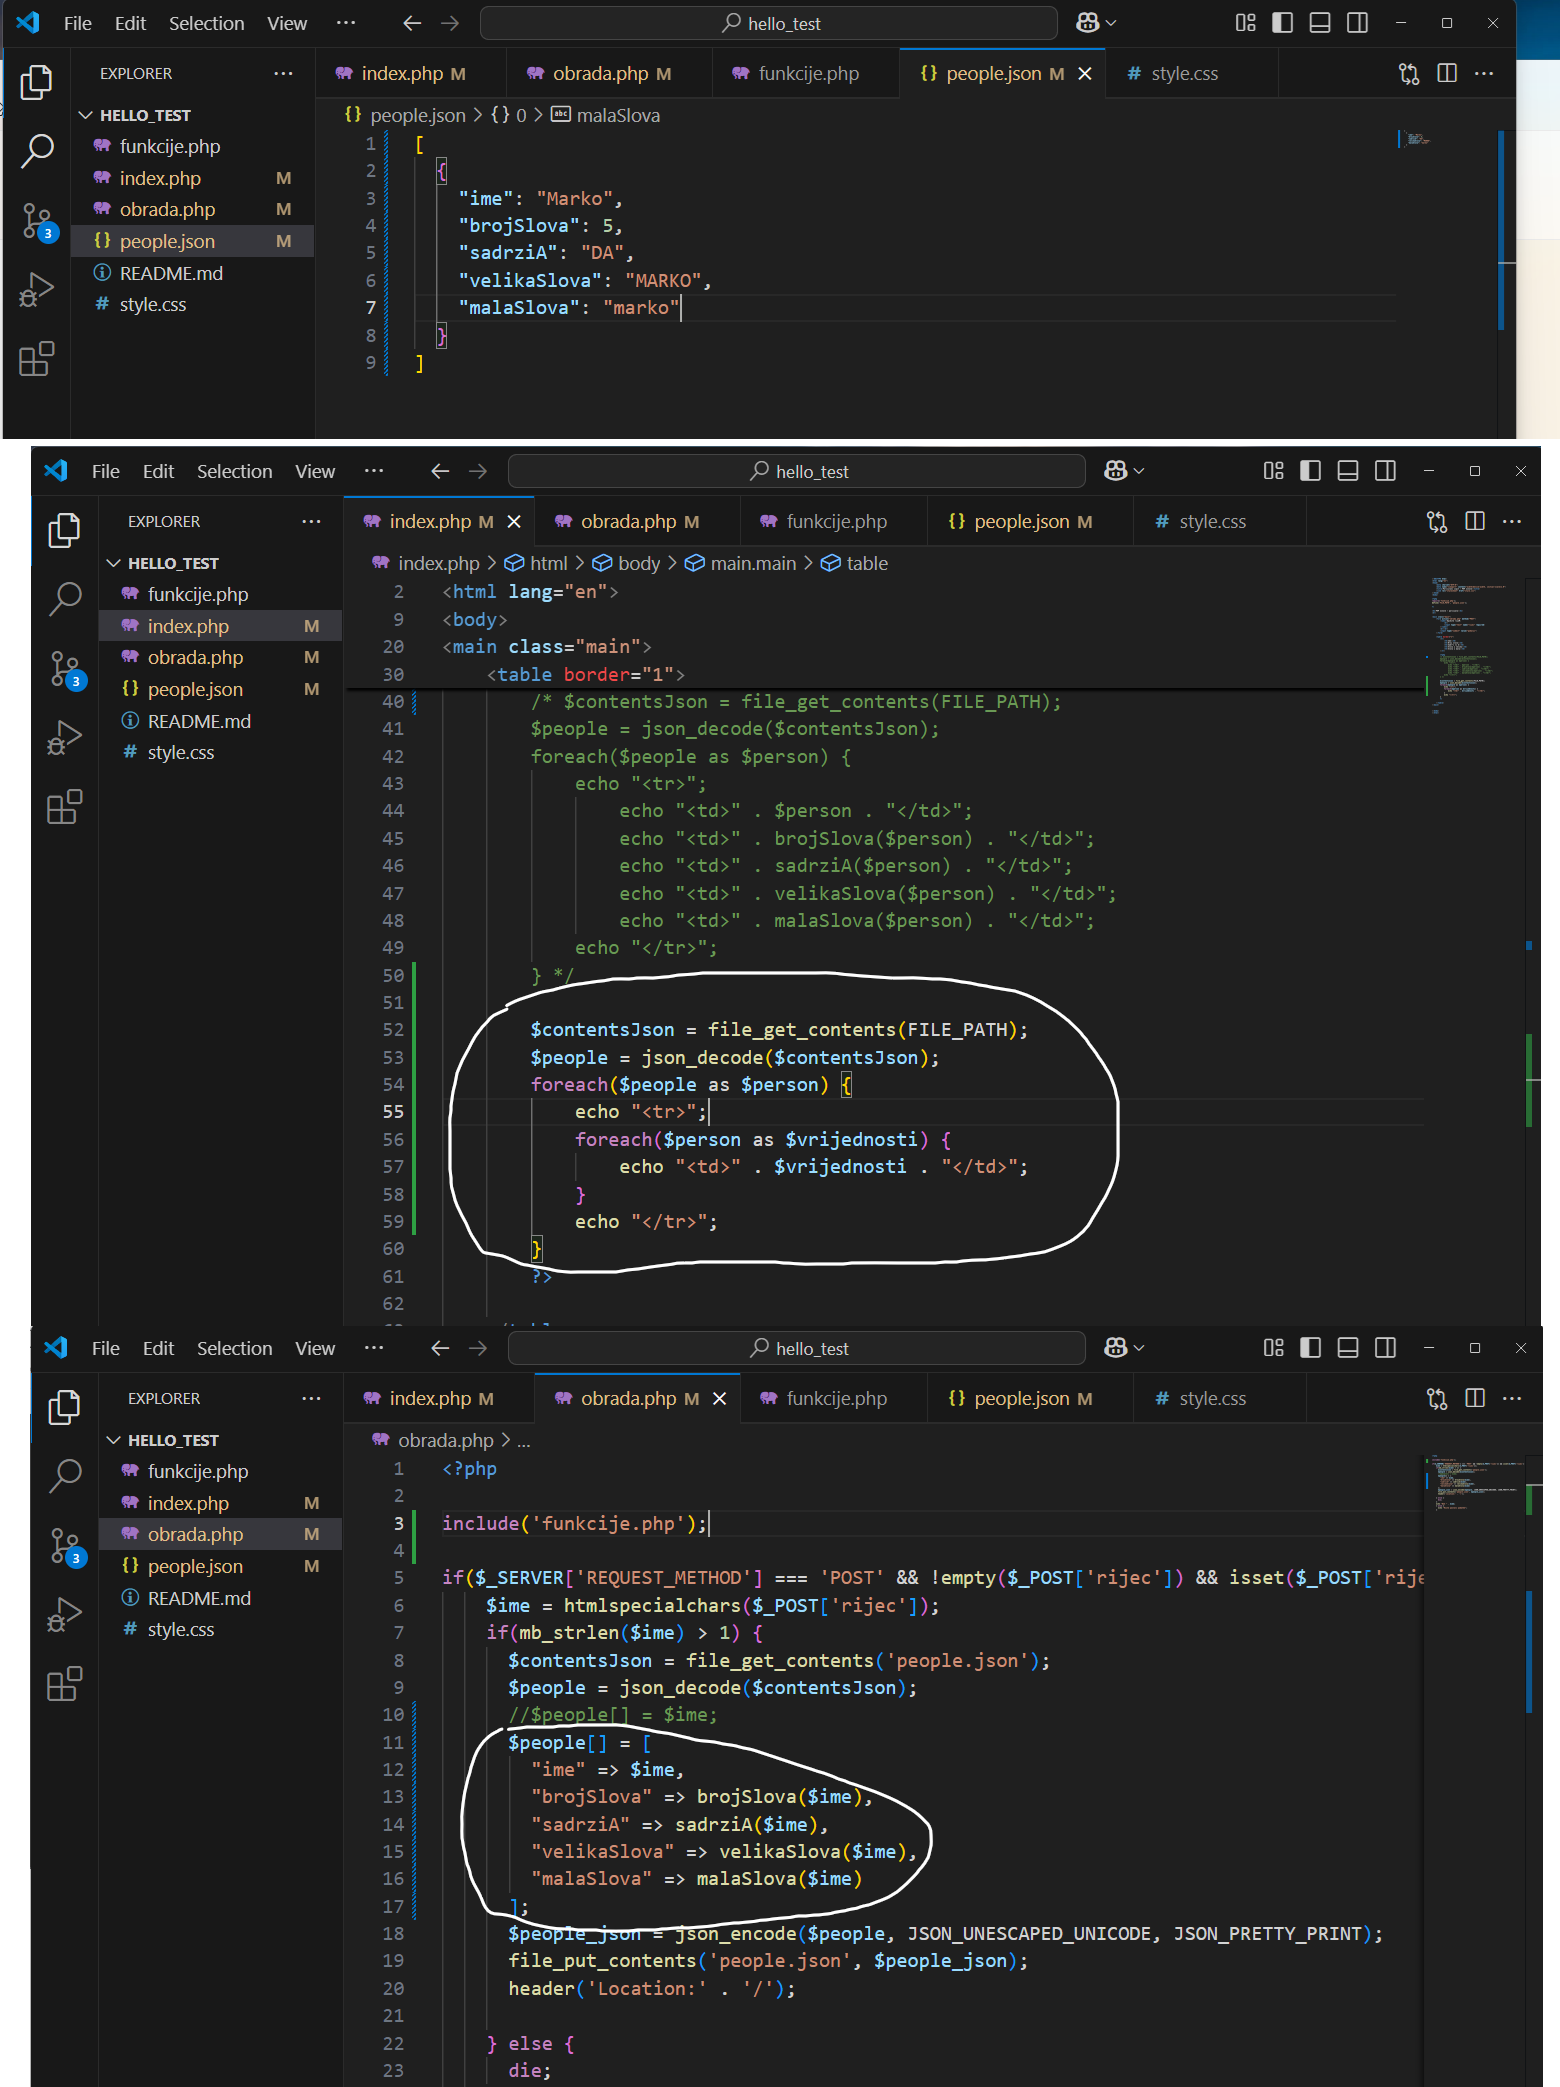 File Edit Selection View ··· hello_test
EXPLORER ··· index.php M obrada.php M funkcije.php {} people.json M # style.css ···
HELLO_TEST {} people.json > {} 0 > malaSlova
funkcije.php
index.php M
obrada.php M
{} people.json M
README.md
# style.css
3
1 [
2 {
3 "ime": "Marko",
4 "brojSlova": 5,
5 "sadrziA": "DA",
6 "velikaSlova": "MARKO",
7 "malaSlova": "marko"
8 }
9 ]
File Edit Selection View ··· hello_test
EXPLORER ··· index.php M obrada.php M funkcije.php {} people.json M # style.css ···
HELLO_TEST index.php > html > body > main.main > table
funkcije.php
index.php M
obrada.php M
{} people.json M
README.md
# style.css
3
2 <html lang="en">
9 <body>
20 <main class="main">
30 <table border="1">
40 /* $contentsJson = file_get_contents(FILE_PATH);
41 $people = json_decode($contentsJson);
42 foreach($people as $person) {
43 echo "<tr>";
44 echo "<td>" . $person . "</td>";
45 echo "<td>" . brojSlova($person) . "</td>";
46 echo "<td>" . sadrziA($person) . "</td>";
47 echo "<td>" . velikaSlova($person) . "</td>";
48 echo "<td>" . malaSlova($person) . "</td>";
49 echo "</tr>";
50 } */
51
52 $contentsJson = file_get_contents(FILE_PATH);
53 $people = json_decode($contentsJson);
54 foreach($people as $person) {
55 echo "<tr>";
56 foreach($person as $vrijednosti) {
57 echo "<td>" . $vrijednosti . "</td>";
58 }
59 echo "</tr>";
60 }
61 ?>
62
File Edit Selection View ··· hello_test
EXPLORER ··· index.php M obrada.php M funkcije.php {} people.json M # style.css ···
HELLO_TEST obrada.php > ...
funkcije.php
index.php M
obrada.php M
{} people.json M
README.md
# style.css
3
1 <?php
2
3 include('funkcije.php');
4
5 if($_SERVER['REQUEST_METHOD'] === 'POST' && !empty($_POST['rijec']) && isset($_POST['rije
6 $ime = htmlspecialchars($_POST['rijec']);
7 if(mb_strlen($ime) > 1) {
8 $contentsJson = file_get_contents('people.json');
9 $people = json_decode($contentsJson);
10 //$people[] = $ime;
11 $people[] = [
12 "ime" => $ime,
13 "brojSlova" => brojSlova($ime),
14 "sadrziA" => sadrziA($ime),
15 "velikaSlova" => velikaSlova($ime),
16 "malaSlova" => malaSlova($ime)
17 ];
18 $people_json = json_encode($people, JSON_UNESCAPED_UNICODE, JSON_PRETTY_PRINT);
19 file_put_contents('people.json', $people_json);
20 header('Location:' . '/');
21
22 } else {
23 die;